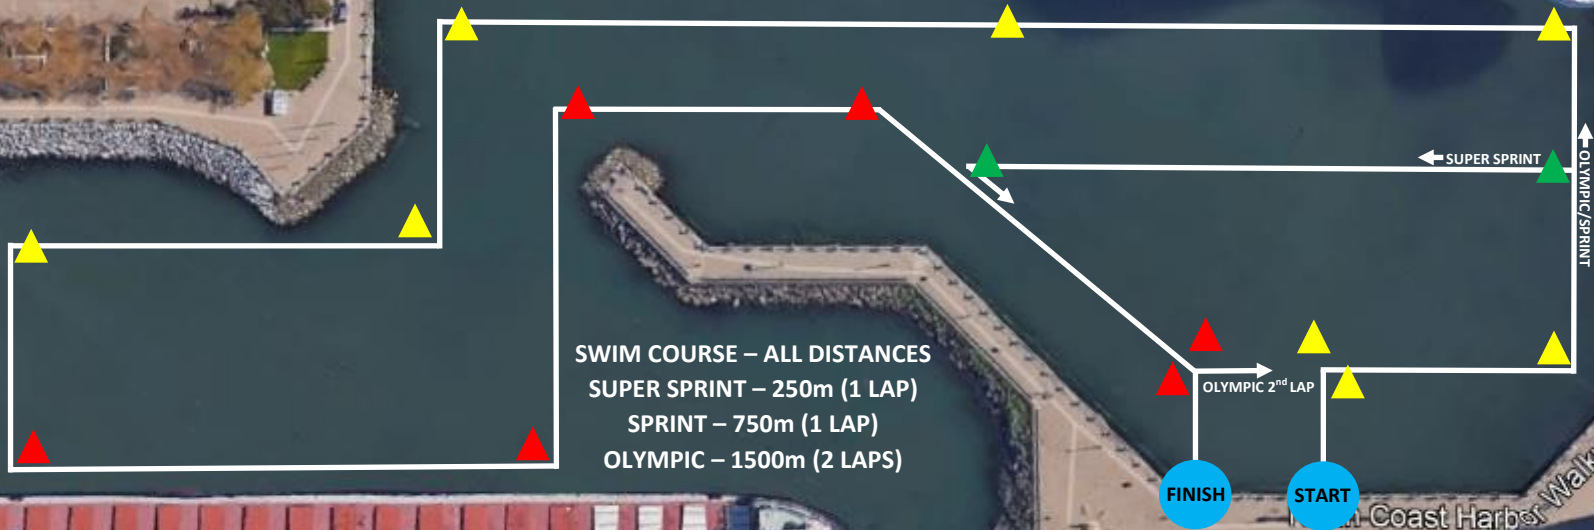 SUPER SPRINT
OLYMPIC/SPRINT
SWIM COURSE – ALL DISTANCES
SUPER SPRINT – 250m (1 LAP)
SPRINT – 750m (1 LAP)
OLYMPIC – 1500m (2 LAPS)
OLYMPIC 2nd LAP
FINISH
START
Coast Harbor Walk